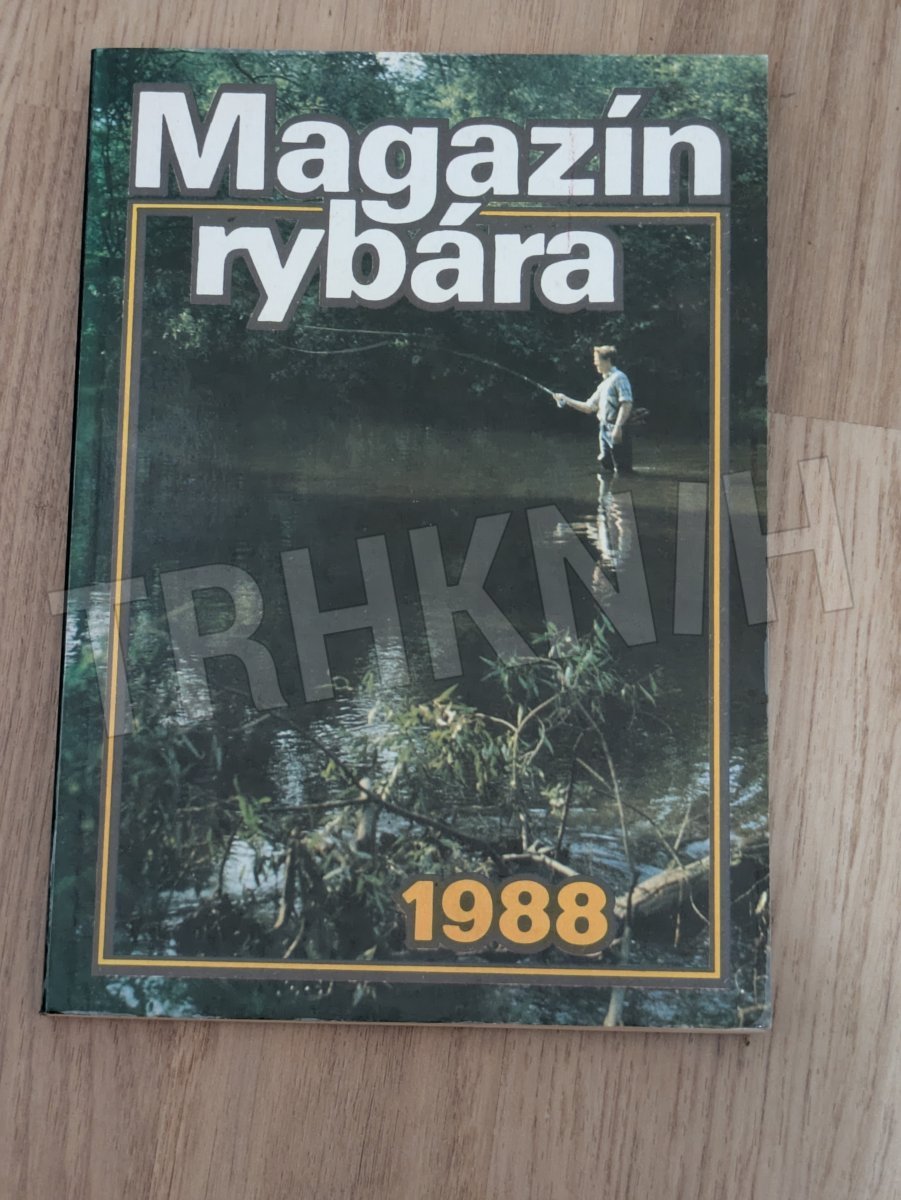 Magazín
rybára
TRHKNIH
1988